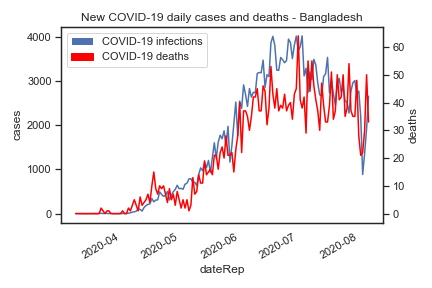 New COVID-19 daily cases and deaths - Bangladesh
COVID-19 infections
COVID-19 deaths
4000
3000
2000
1000
0
cases
60
50
40
30
20
10
0
deaths
2020-04
2020-05
2020-06
2020-07
2020-08
dateRep